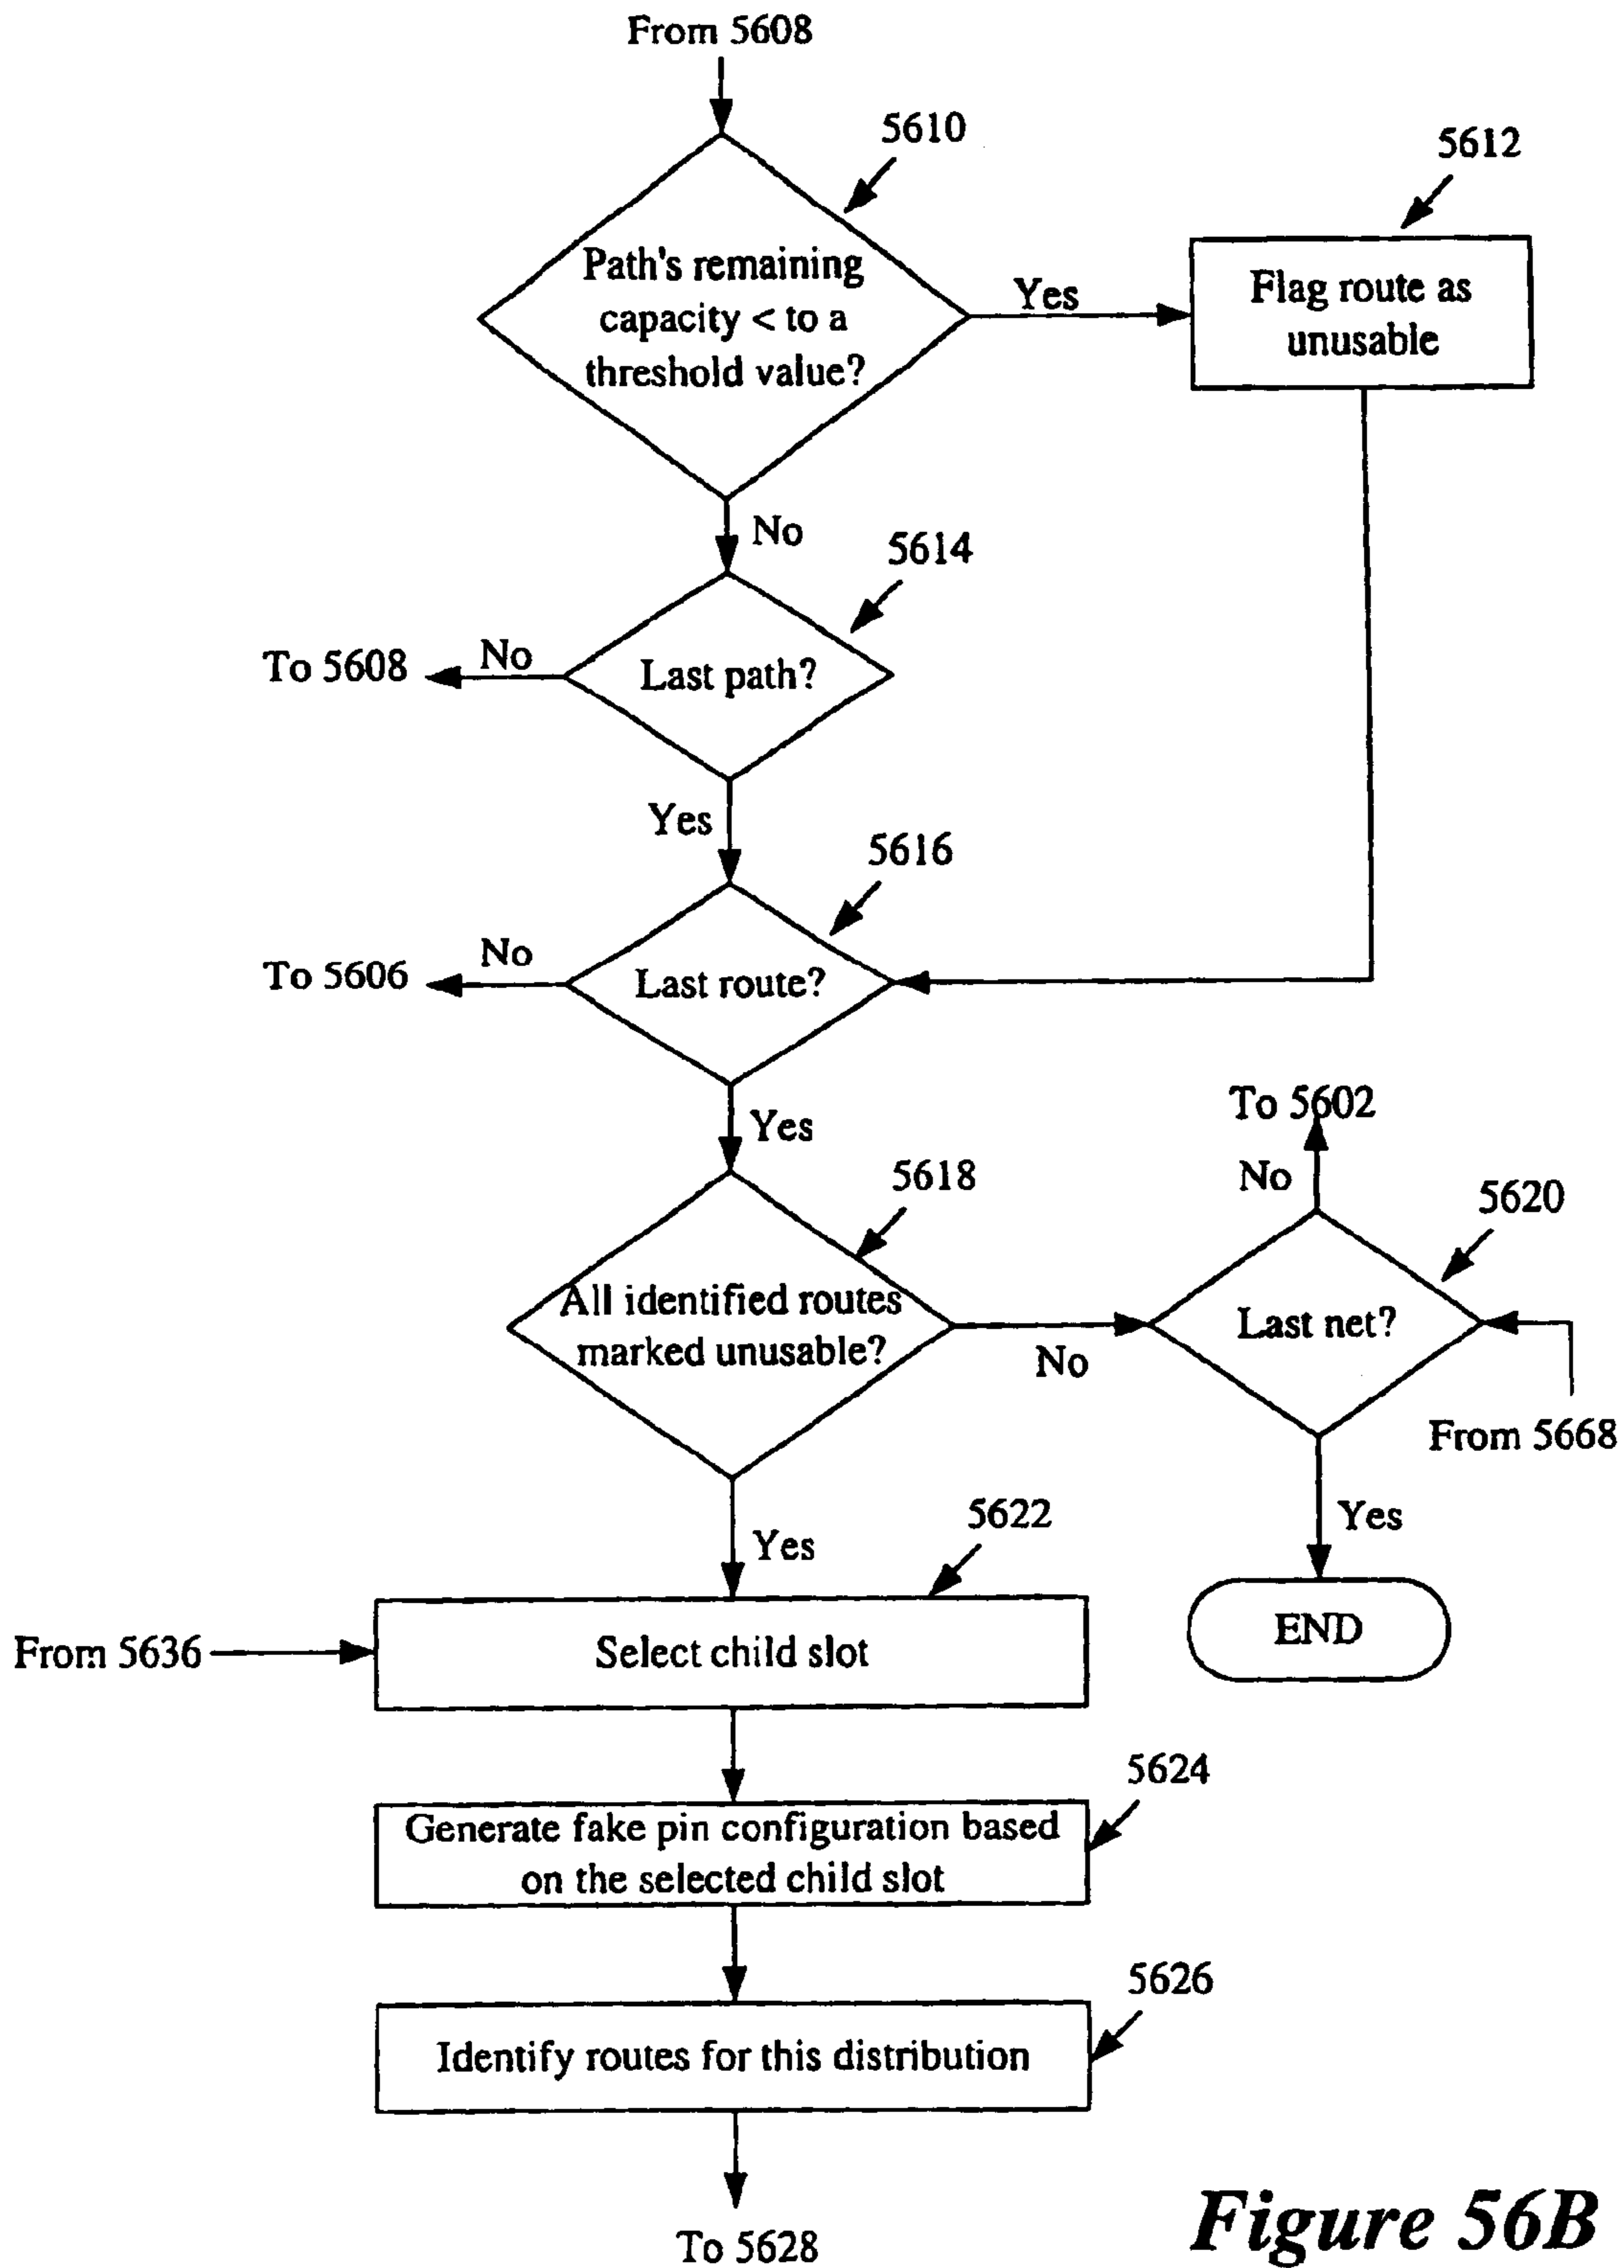 From 5608
5610
5612
Path's remaining
capacity < to a
threshold value?
Yes
Flag route as
unusable
No
5614
To 5608
No
Last path?
Yes
5616
To 5606
No
Last route?
Yes
To 5602
No
5618
5620
All identified routes
marked unusable?
No
Last net?
From 5668
Yes
Yes
5622
From 5636
Select child slot
END
5624
Generate fake pin configuration based
on the selected child slot
5626
Identify routes for this distribution
To 5628
Figure 56B